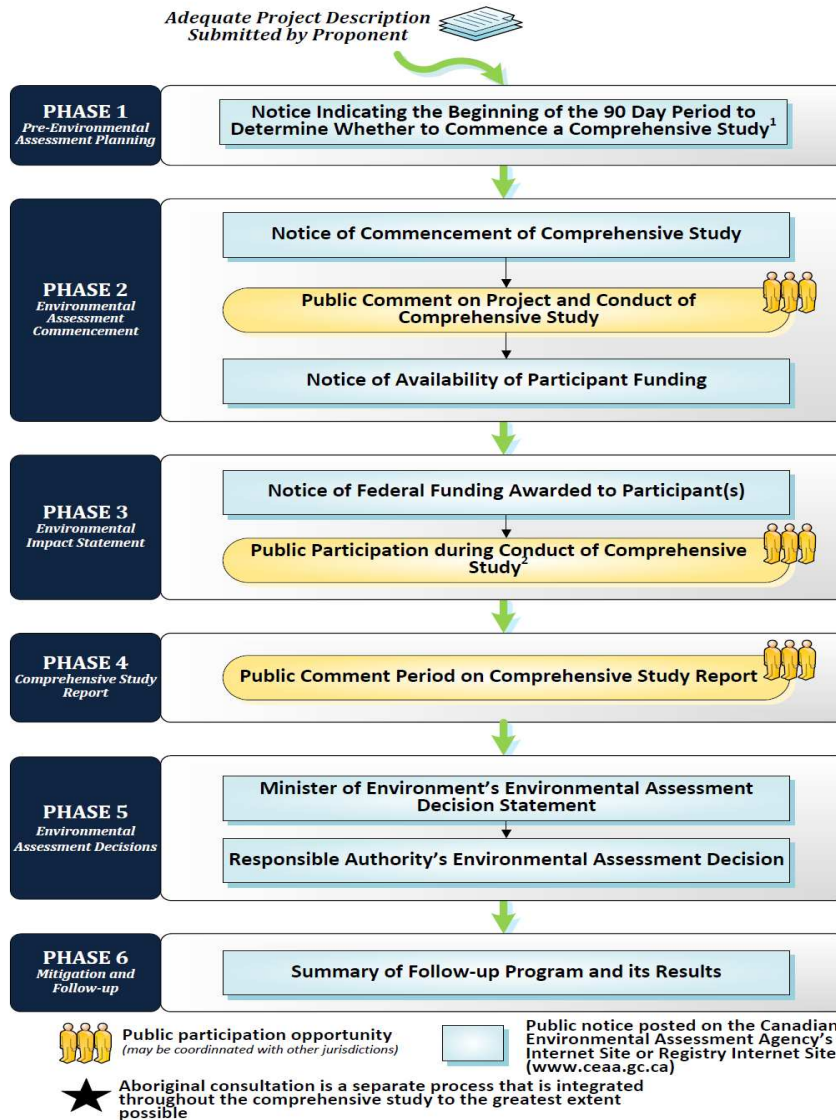 Adequate Project Description
Submitted by Proponent
PHASE 1
Pre-Environmental
Assessment Planning
Notice Indicating the Beginning of the 90 Day Period to
Determine Whether to Commence a Comprehensive Study1
PHASE 2
Environmental
Assessment
Commencement
Notice of Commencement of Comprehensive Study
Public Comment on Project and Conduct of
Comprehensive Study
Notice of Availability of Participant Funding
PHASE 3
Environmental
Impact Statement
Notice of Federal Funding Awarded to Participant(s)
Public Participation during Conduct of Comprehensive
Study2
PHASE 4
Comprehensive Study
Report
Public Comment Period on Comprehensive Study Report
PHASE 5
Environmental
Assessment Decisions
Minister of Environment's Environmental Assessment
Decision Statement
Responsible Authority's Environmental Assessment Decision
PHASE 6
Mitigation and
Follow-up
Summary of Follow-up Program and its Results
Public participation opportunity
(may be coordinnated with other jurisdictions)
Public notice posted on the Canadian
Environmental Assessment Agency's
Internet Site or Registry Internet Site
(www.ceaa.gc.ca)
Aboriginal consultation is a separate process that is integrated
throughout the comprehensive study to the greatest extent
possible